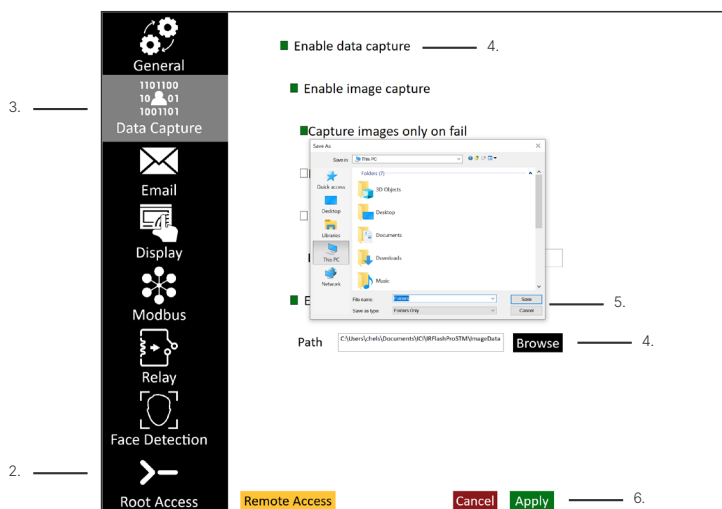 General
1101100
10 01
1001101
Data Capture
Email
Display
Modbus
Relay
Face Detection
Root Access
3.
2.
Enable data capture
4.
Enable image capture
Capture images only on fail
Save As
Save in:
This PC
Quick access
Desktop
Libraries
This PC
Network
Folders (7)
3D Objects
Desktop
Documents
Downloads
Music
File name:
Folders
Save
Save as type:
Folders Only
Cancel
5.
E
Path
C:\Users\chels\Documents\ICI\IRFlashProSTM\ImageData
Browse
4.
Remote Access
Cancel
Apply
6.